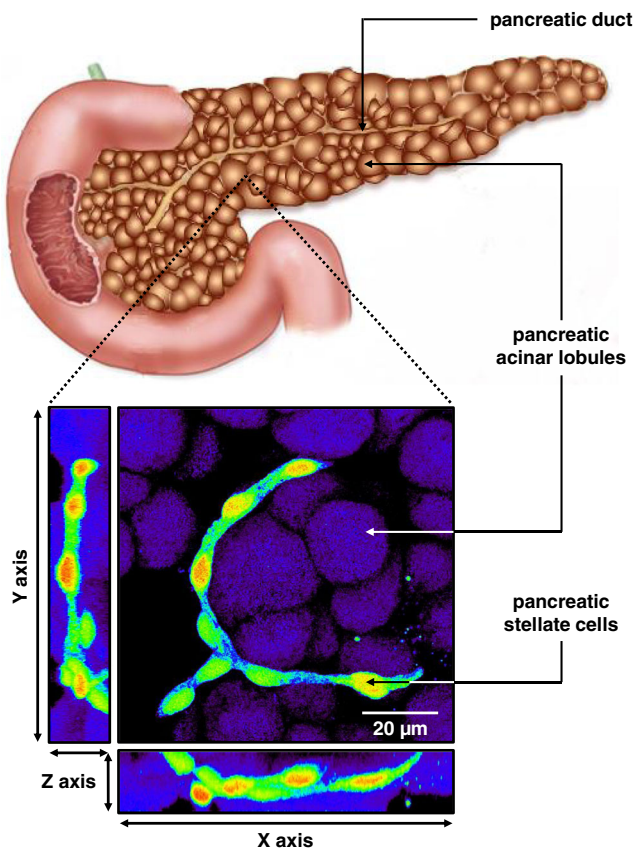 pancreatic duct
pancreatic
acinar lobules
Y axis
pancreatic
stellate cells
20 µm
Z axis
X axis